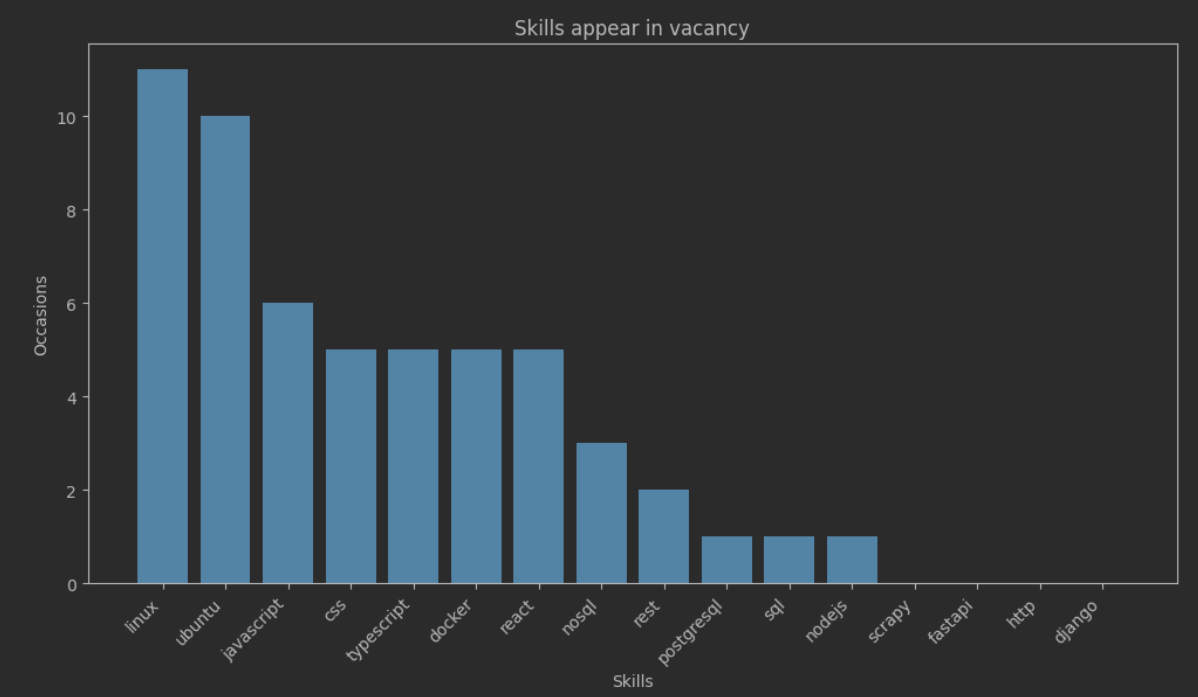 Skills appear in vacancy
Occasions
10
8
6
4
2
0
linux
ubuntu
javascript
css
typescript
docker
react
nosql
rest
postgresql
sql
nodejs
scrapy
fastapi
http
django
Skills